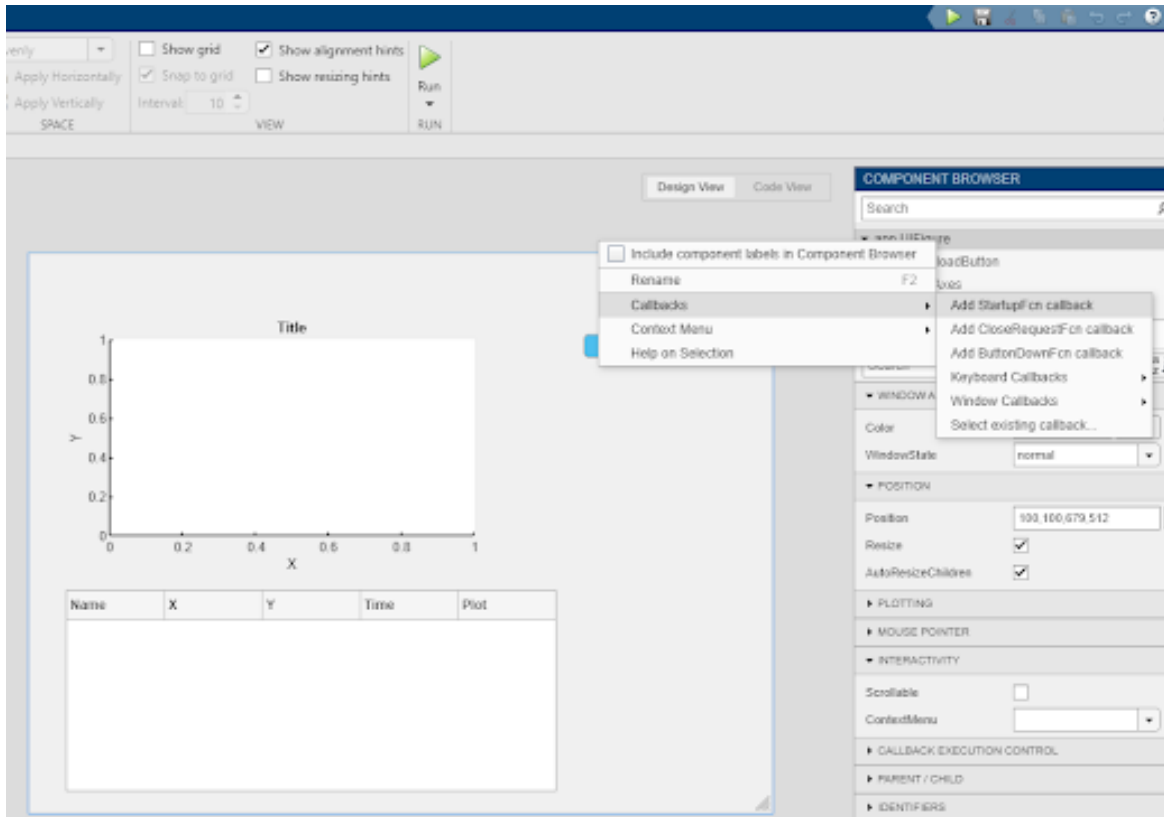 Show grid
Show alignment hints
Apply Horizontally
Snap to grid
Show resizing hints
Run
Apply Vertically
Interval: 10
SPACE
VIEW
RUN
Design View
Code View
COMPONENT BROWSER
Search
Include component labels in Component Browser
Rename F2
Callbacks
Context Menu
Help on Selection
Add StartupFcn callback
Add CloseRequestFcn callback
Add ButtonDownFcn callback
Keyboard Callbacks
Window Callbacks
Select existing callback...
Color
WindowState normal
POSITION
Position 100,100,679,512
Resize
AutoResizeChildren
PLOTTING
MOUSE POINTER
INTERACTIVITY
Scrollable
ContextMenu
CALLBACK EXECUTION CONTROL
PARENT / CHILD
IDENTIFIERS
Title
1
0.8
0.6
Y
0.4
0.2
0
0 0.2 0.4 0.6 0.8 1
X
Name X Y Time Plot